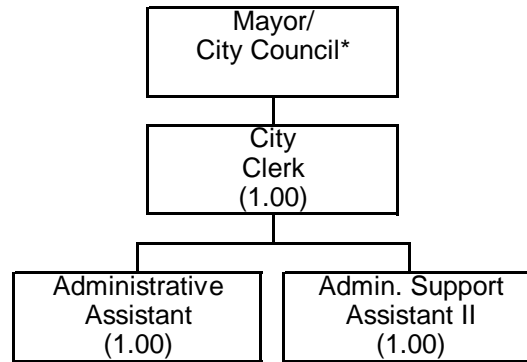 Mayor/
City Council*
City
Clerk
(1.00)
Administrative
Assistant
(1.00)
Admin. Support
Assistant II
(1.00)